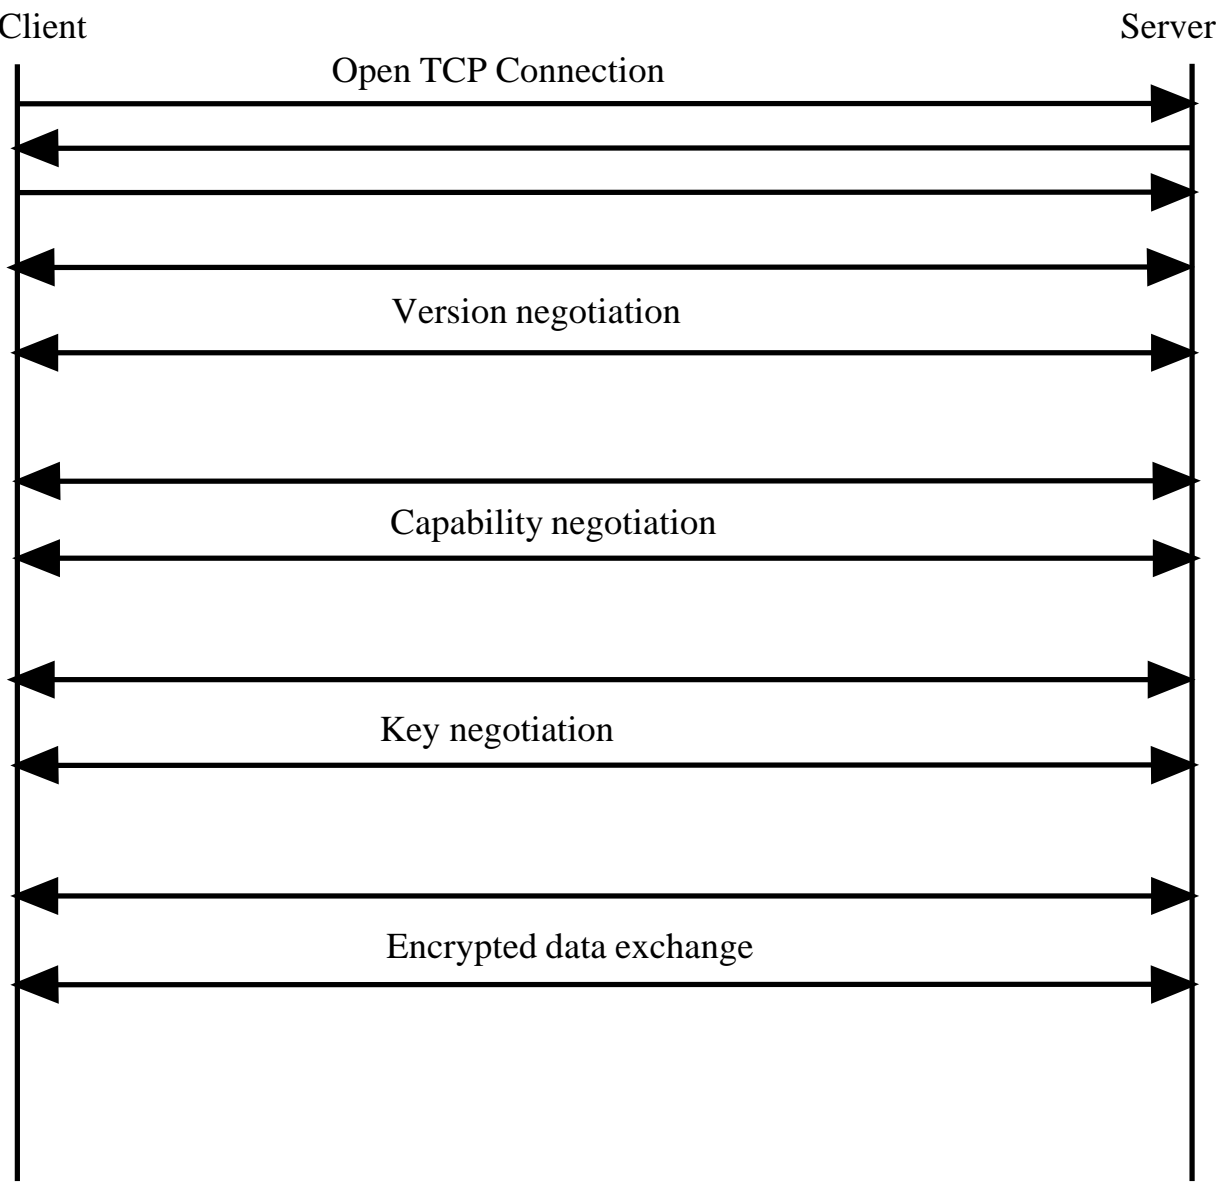 Client
Server
Open TCP Connection
Version negotiation
Capability negotiation
Key negotiation
Encrypted data exchange